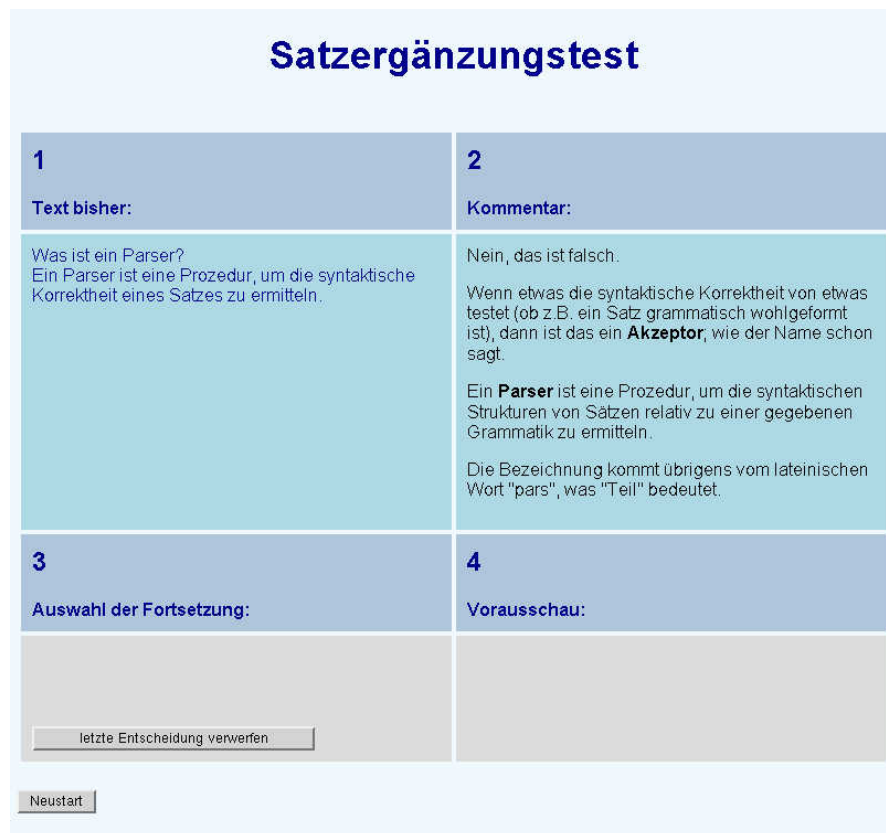 Satzergänzungstest
1
Text bisher:
2
Kommentar:
Was ist ein Parser?
Ein Parser ist eine Prozedur, um die syntaktische
Korrektheit eines Satzes zu ermitteln.
Nein, das ist falsch.
Wenn etwas die syntaktische Korrektheit von etwas
testet (ob z.B. ein Satz grammatisch wohlgeformt
ist), dann ist das ein Akzeptor; wie der Name schon
sagt.
Ein Parser ist eine Prozedur, um die syntaktischen
Strukturen von Sätzen relativ zu einer gegebenen
Grammatik zu ermitteln.
Die Bezeichnung kommt übrigens vom lateinischen
Wort "pars", was "Teil" bedeutet.
3
Auswahl der Fortsetzung:
4
Vorausschau:
letzte Entscheidung verwerfen
Neustart